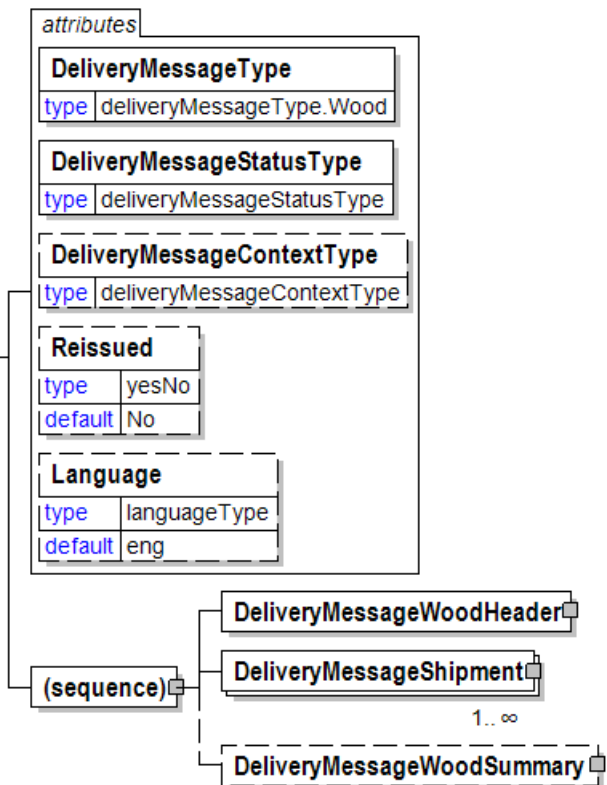 attributes
DeliveryMessageType
type deliveryMessageType.Wood
DeliveryMessageStatusType
type deliveryMessageStatusType
DeliveryMessageContextType
type deliveryMessageContextType
Reissued
type yesNo
default No
Language
type languageType
default eng
DeliveryMessageWoodHeader
(sequence) DeliveryMessageShipment
1.. ∞
DeliveryMessageWoodSummary